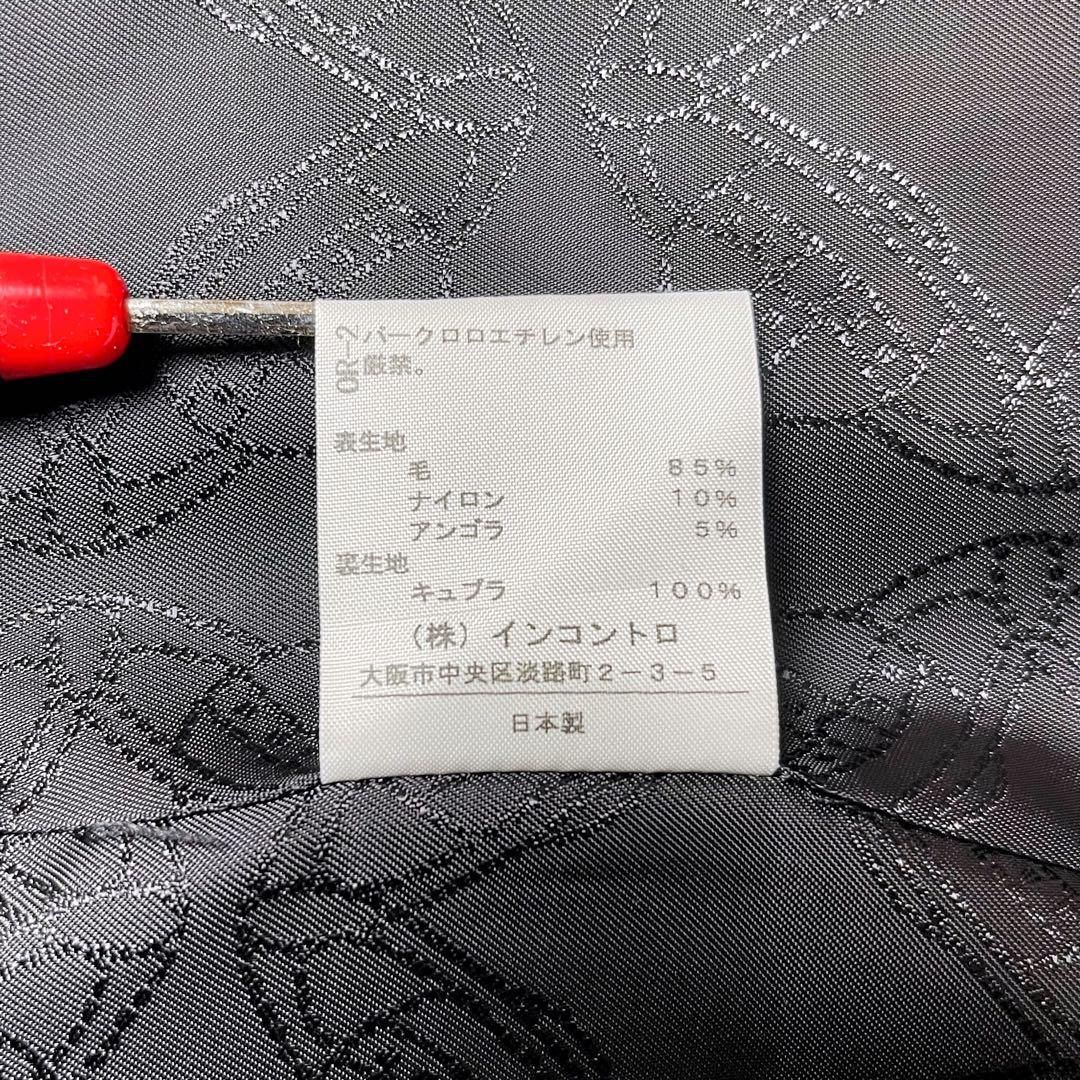 OR-2
パークロロエチレン使用
厳禁。
表生地
毛 85%
ナイロン 10%
アンゴラ 5%
裏生地
キュプラ 100%
(株)インコントロ
大阪市中央区淡路町2-3-5
日本製